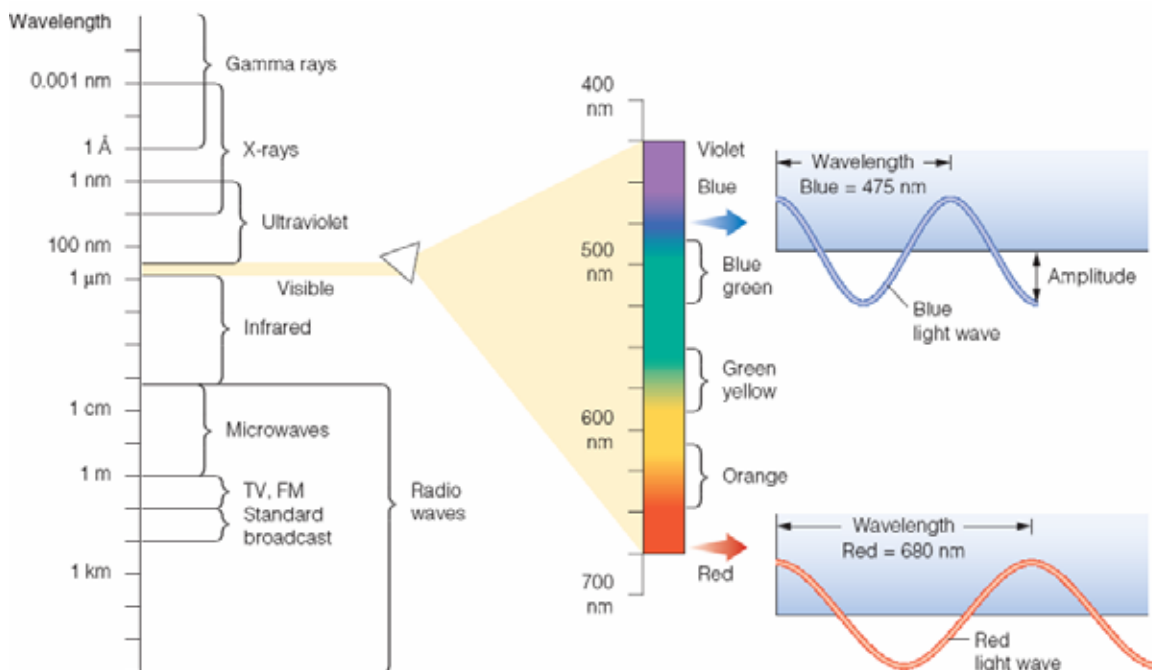 Wavelength
0.001 nm
1 Å
1 nm
100 nm
1 µm
1 cm
1 m
1 km
Gamma rays
X-rays
Ultraviolet
Visible
Infrared
Microwaves
TV, FM
Standard
broadcast
Radio
waves
400
nm
500
nm
600
nm
700
nm
Violet
Blue
Blue
green
Green
yellow
Orange
Red
Wavelength
Blue = 475 nm
Amplitude
Blue
light wave
Wavelength
Red = 680 nm
Red
light wave